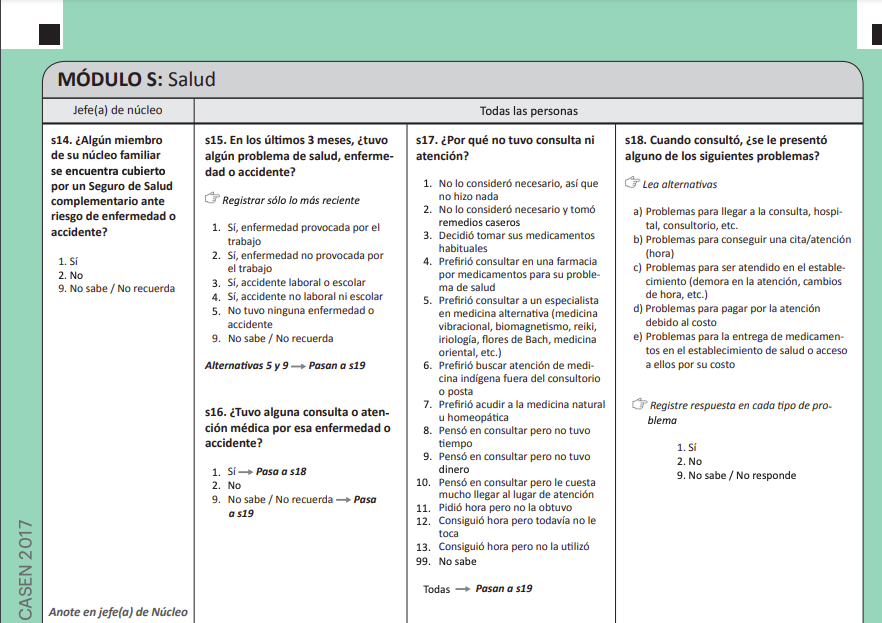 MÓDULO S: Salud
Jefe(a) de núcleo
Todas las personas
s14. ¿Algún miembro
de su núcleo familiar
se encuentra cubierto
por un Seguro de Salud
complementario ante
riesgo de enfermedad o
accidente?
1. Sí
2. No
9. No sabe / No recuerda
Anote en jefe(a) de Núcleo
s15. En los últimos 3 meses, ¿tuvo
algún problema de salud, enferme-
dad o accidente?
Registrar sólo lo más reciente
1. Sí, enfermedad provocada por el
trabajo
2. Sí, enfermedad no provocada por
el trabajo
3. Sí, accidente laboral o escolar
4. Sí, accidente no laboral ni escolar
5. No tuvo ninguna enfermedad o
accidente
9. No sabe / No recuerda
Alternativas 5 y 9 → Pasan a s19
s16. ¿Tuvo alguna consulta o aten-
ción médica por esa enfermedad o
accidente?
1. Sí → Pasa a s18
2. No
9. No sabe / No recuerda → Pasa
a s19
s17. ¿Por qué no tuvo consulta ni
atención?
1. No lo consideró necesario, así que
no hizo nada
2. No lo consideró necesario y tomó
remedios caseros
3. Decidió tomar sus medicamentos
habituales
4. Prefirió consultar en una farmacia
por medicamentos para su proble-
ma de salud
5. Prefirió consultar a un especialista
en medicina alternativa (medicina
vibracional, biomagnetismo, reiki,
iriología, flores de Bach, medicina
oriental, etc.)
6. Prefirió buscar atención de medi-
cina indígena fuera del consultorio
o posta
7. Prefirió acudir a la medicina natural
u homeopática
8. Pensó en consultar pero no tuvo
tiempo
9. Pensó en consultar pero no tuvo
dinero
10. Pensó en consultar pero le cuesta
mucho llegar al lugar de atención
11. Pidió hora pero no la obtuvo
12. Consiguió hora pero todavía no le
toca
13. Consiguió hora pero no la utilizó
99. No sabe
Todas → Pasan a s19
s18. Cuando consultó, ¿se le presentó
alguno de los siguientes problemas?
Lea alternativas
a) Problemas para llegar a la consulta, hospi-
tal, consultorio, etc.
b) Problemas para conseguir una cita/atención
(hora)
c) Problemas para ser atendido en el estable-
cimiento (demora en la atención, cambios
de hora, etc.)
d) Problemas para pagar por la atención
debido al costo
e) Problemas para la entrega de medicamen-
tos en el establecimiento de salud o acceso
a ellos por su costo
Registre respuesta en cada tipo de pro-
blema
1. Sí
2. No
9. No sabe / No responde
CASEN 2017